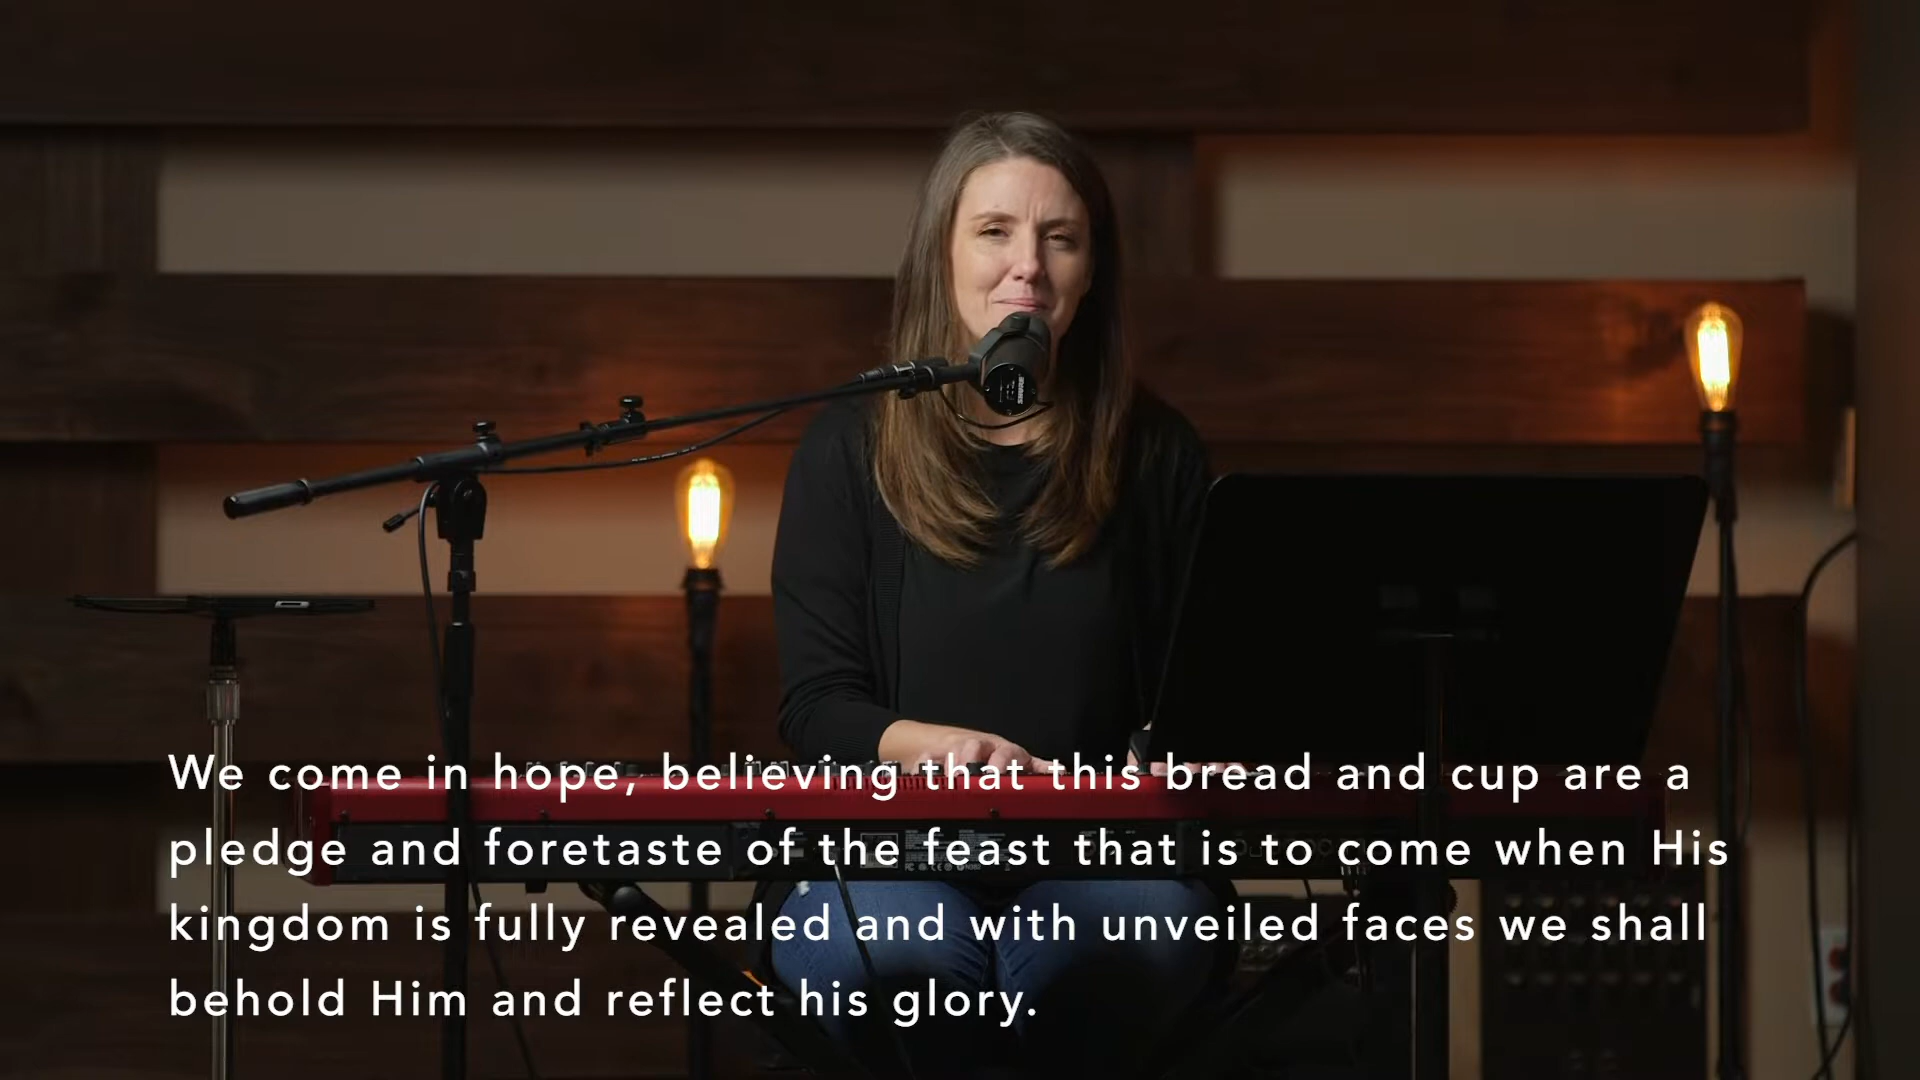 We come in hope, believing that this bread and cup are a
pledge and foretaste of the feast that is to come when His
kingdom is fully revealed and with unveiled faces we shall
behold Him and reflect his glory.
SHURE